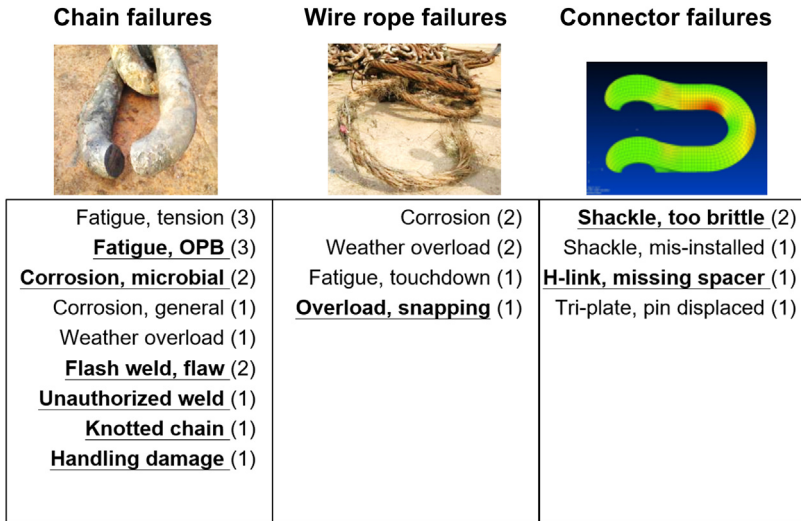 Chain failures
Wire rope failures
Connector failures
Fatigue, tension (3)
Fatigue, OPB (3)
Corrosion, microbial (2)
Corrosion, general (1)
Weather overload (1)
Flash weld, flaw (2)
Unauthorized weld (1)
Knotted chain (1)
Handling damage (1)
Corrosion (2)
Weather overload (2)
Fatigue, touchdown (1)
Overload, snapping (1)
Shackle, too brittle (2)
Shackle, mis-installed (1)
H-link, missing spacer (1)
Tri-plate, pin displaced (1)